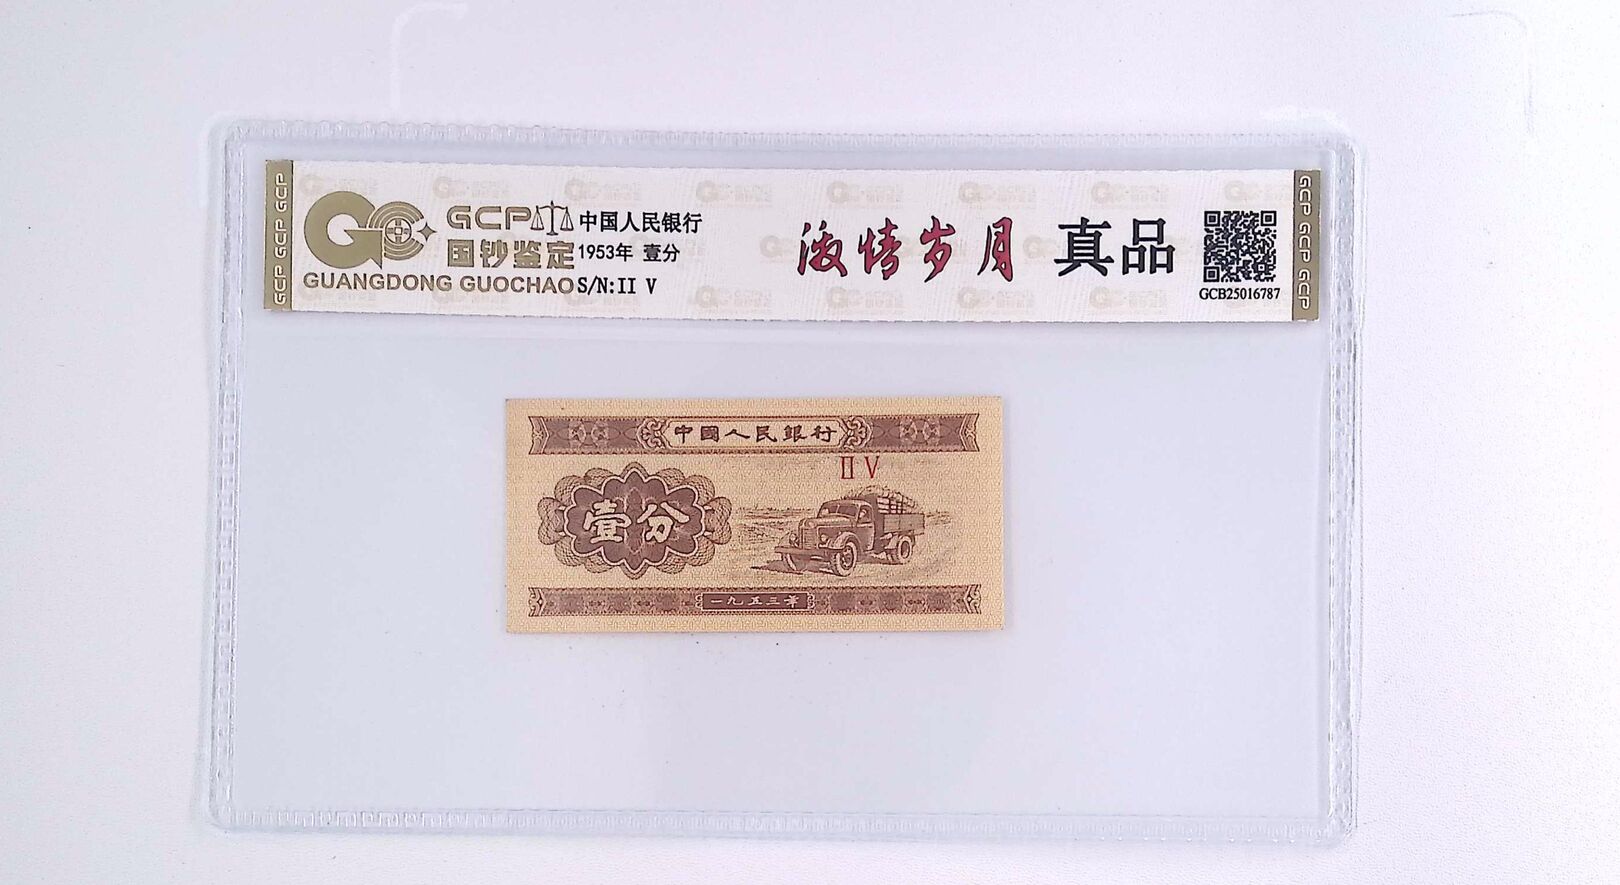 GCP GCP GCP
GCP
国钞鉴定
GUANGDONG GUOCHAO
中国人民银行
1953年 壹分
S/N:II V
激情岁月
真品
GCB25016787
GCP GCP GCP
中國人民銀行
II V
壹分
一九五三年